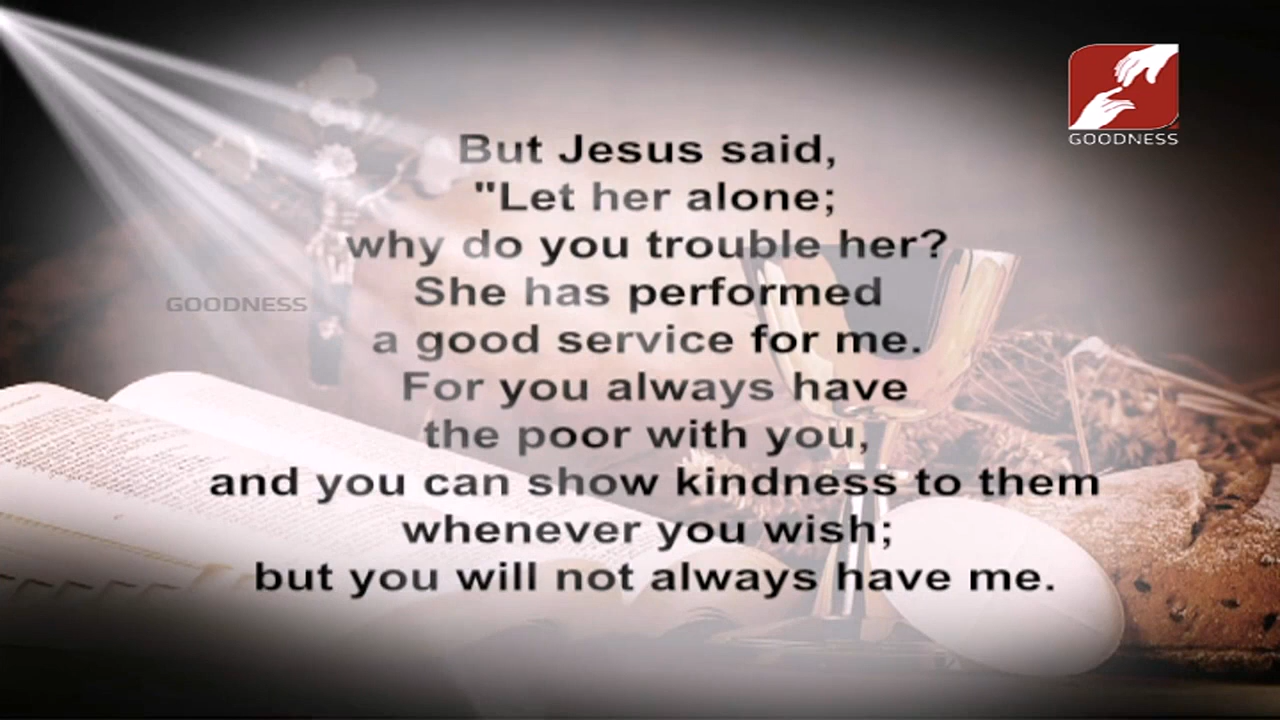 GOODNESS
But Jesus said,
"Let her alone;
why do you trouble her?
She has performed
GOODNESS
a good service for me.
For you always have
the poor with you,
and you can show kindness to them
whenever you wish;
but you will not always have me.